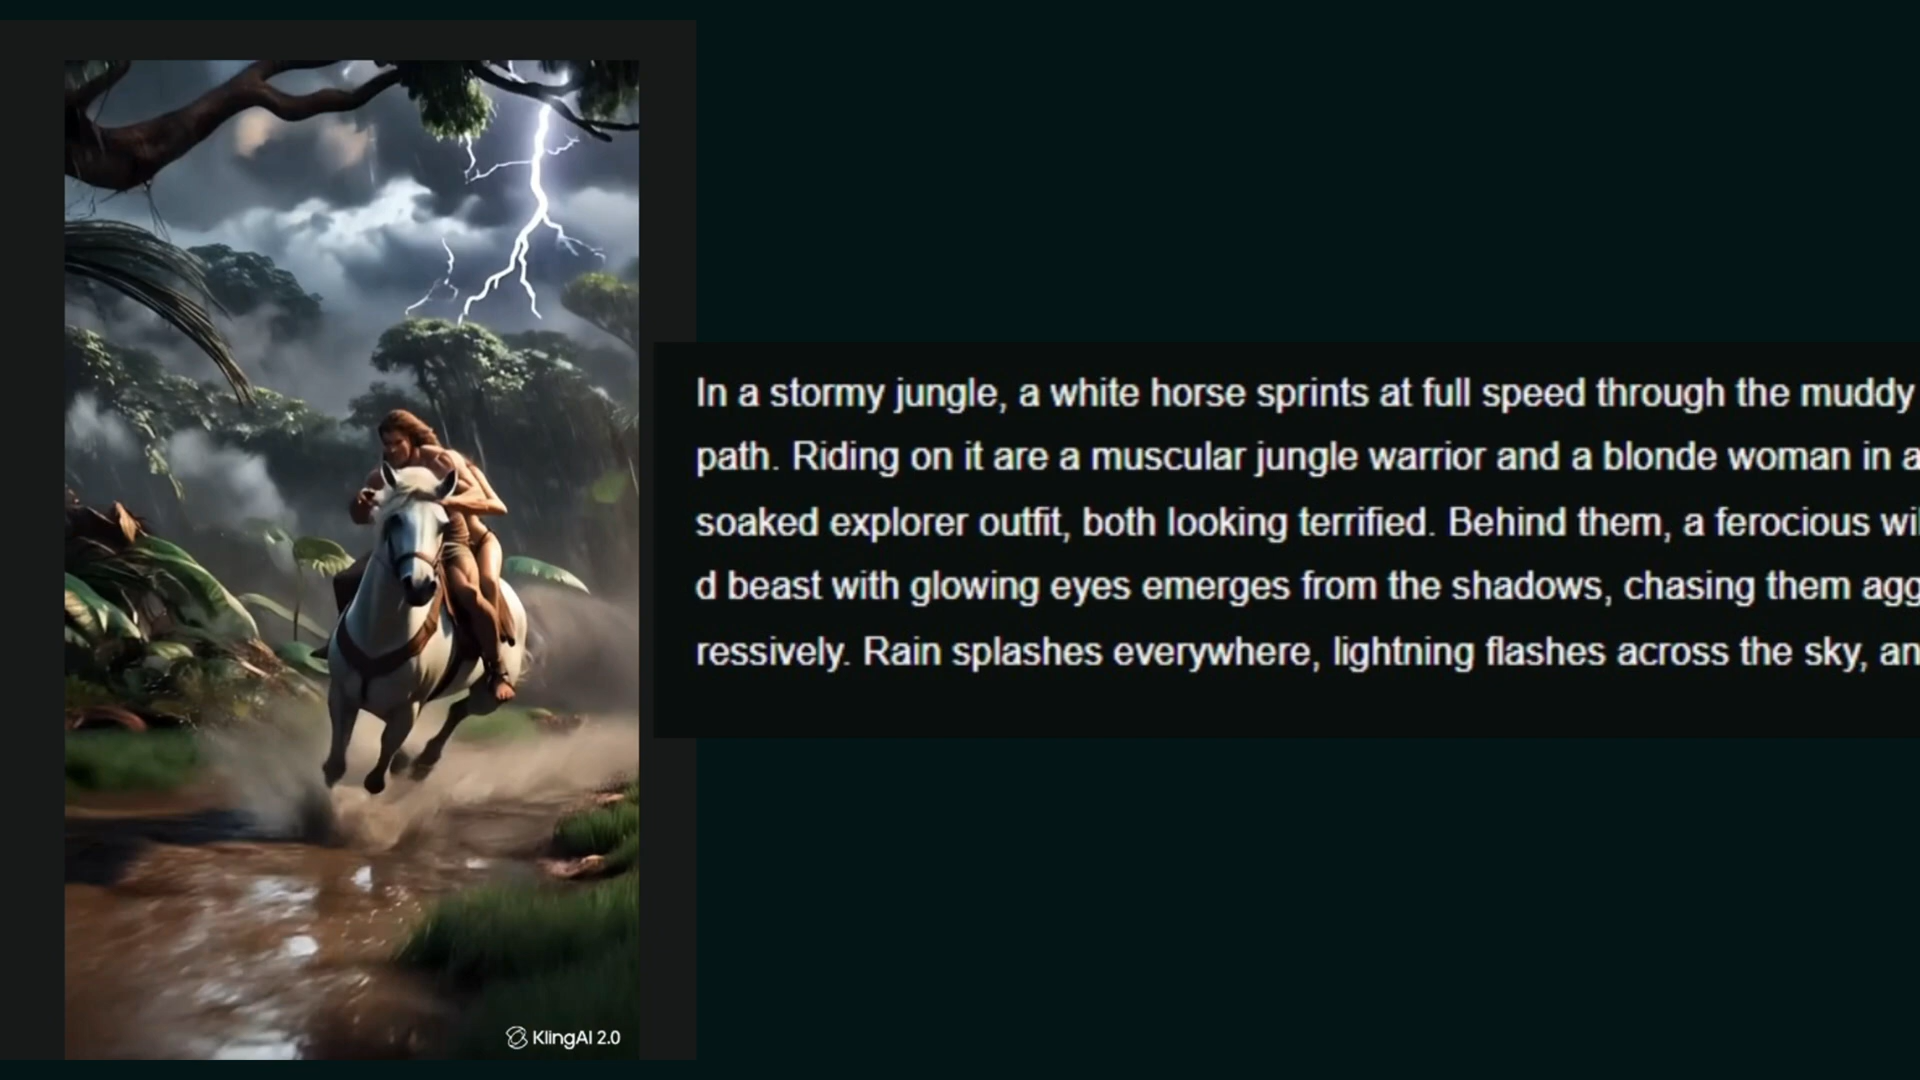 In a stormy jungle, a white horse sprints at full speed through the muddy
path. Riding on it are a muscular jungle warrior and a blonde woman in a
soaked explorer outfit, both looking terrified. Behind them, a ferocious wil
d beast with glowing eyes emerges from the shadows, chasing them agg
ressively. Rain splashes everywhere, lightning flashes across the sky, an
KlingAI 2.0